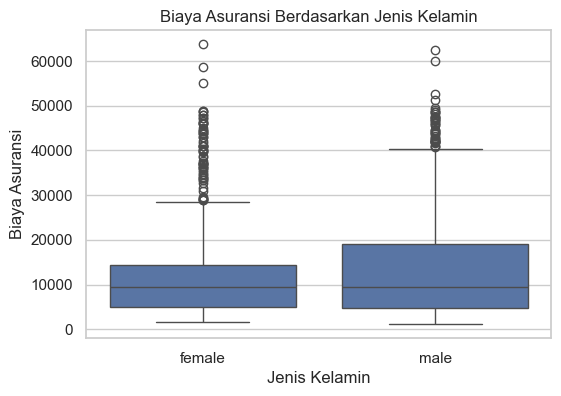 Biaya Asuransi Berdasarkan Jenis Kelamin
60000
50000
40000
30000
20000
10000
0
Biaya Asuransi
female
male
Jenis Kelamin